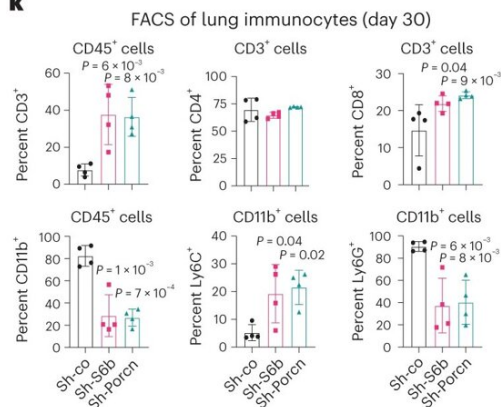 k
FACS of lung immunocytes (day 30)
CD45⁺ cells
P = 6 × 10⁻³
P = 8 × 10⁻³
Percent CD3⁺
60
40
20
0
CD3⁺ cells
Percent CD4⁺
100
75
50
25
0
CD3⁺ cells
P = 0.04
P = 9 × 10⁻³
Percent CD8⁺
30
20
10
0
CD45⁺ cells
P = 1 × 10⁻³
P = 7 × 10⁻⁴
Percent CD11b⁺
100
80
60
40
20
0
Sh-co
Sh-S6b
Sh-Porcn
CD11b⁺ cells
P = 0.04
P = 0.02
Percent Ly6C⁺
40
30
20
10
0
Sh-co
Sh-S6b
Sh-Porcn
CD11b⁺ cells
P = 6 × 10⁻³
P = 8 × 10⁻³
Percent Ly6G⁺
100
80
60
40
20
0
Sh-co
Sh-S6b
Sh-Porcn